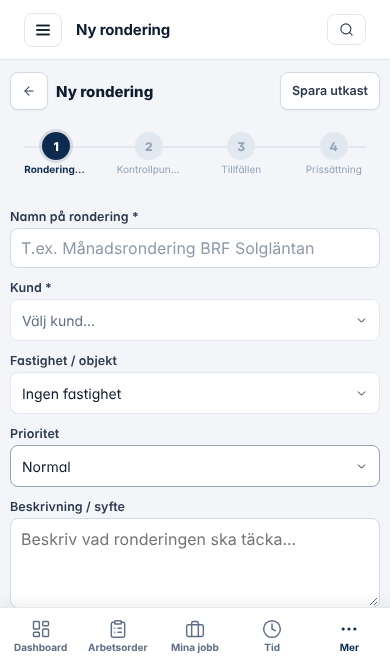 Ny rondering
Ny rondering
Spara utkast
1
2
3
4
Rondering...
Kontrollpun...
Tillfällen
Prissättning
Namn på rondering *
T.ex. Månadsrondering BRF Solgläntan
Kund *
Välj kund...
Fastighet / objekt
Ingen fastighet
Prioritet
Normal
Beskrivning / syfte
Beskriv vad ronderingen ska täcka...
Dashboard
Arbetsorder
Mina jobb
Tid
Mer